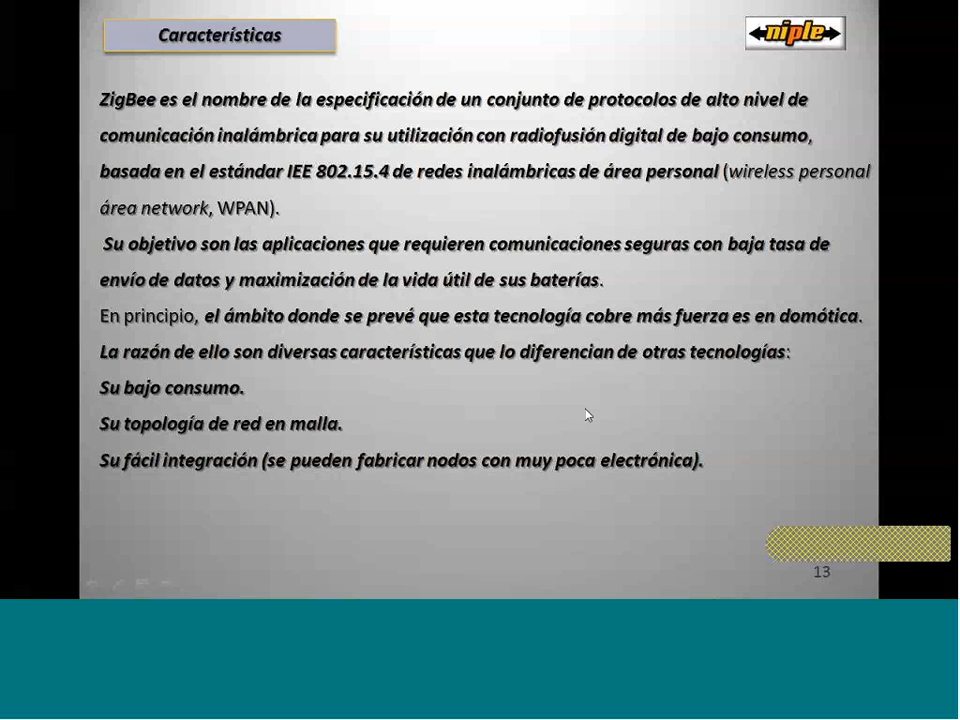 Características
niple
ZigBee es el nombre de la especificación de un conjunto de protocolos de alto nivel de
comunicación inalámbrica para su utilización con radiofusión digital de bajo consumo,
basada en el estándar IEE 802.15.4 de redes inalámbricas de área personal (wireless personal
área network, WPAN).
Su objetivo son las aplicaciones que requieren comunicaciones seguras con baja tasa de
envío de datos y maximización de la vida útil de sus baterías.
En principio, el ámbito donde se prevé que esta tecnología cobre más fuerza es en domótica.
La razón de ello son diversas características que lo diferencian de otras tecnologías:
Su bajo consumo.
Su topología de red en malla.
Su fácil integración (se pueden fabricar nodos con muy poca electrónica).
13